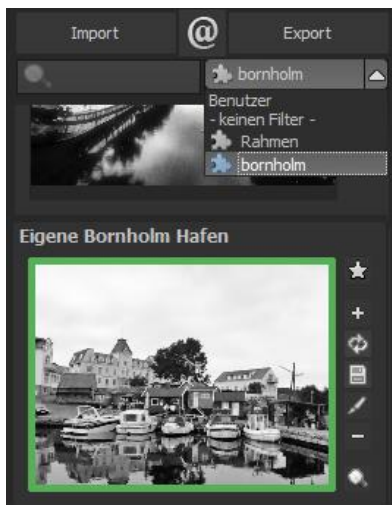 Import @ Export
bornholm
Benutzer
- keinen Filter -
Rahmen
bornholm
Eigene Bornholm Hafen